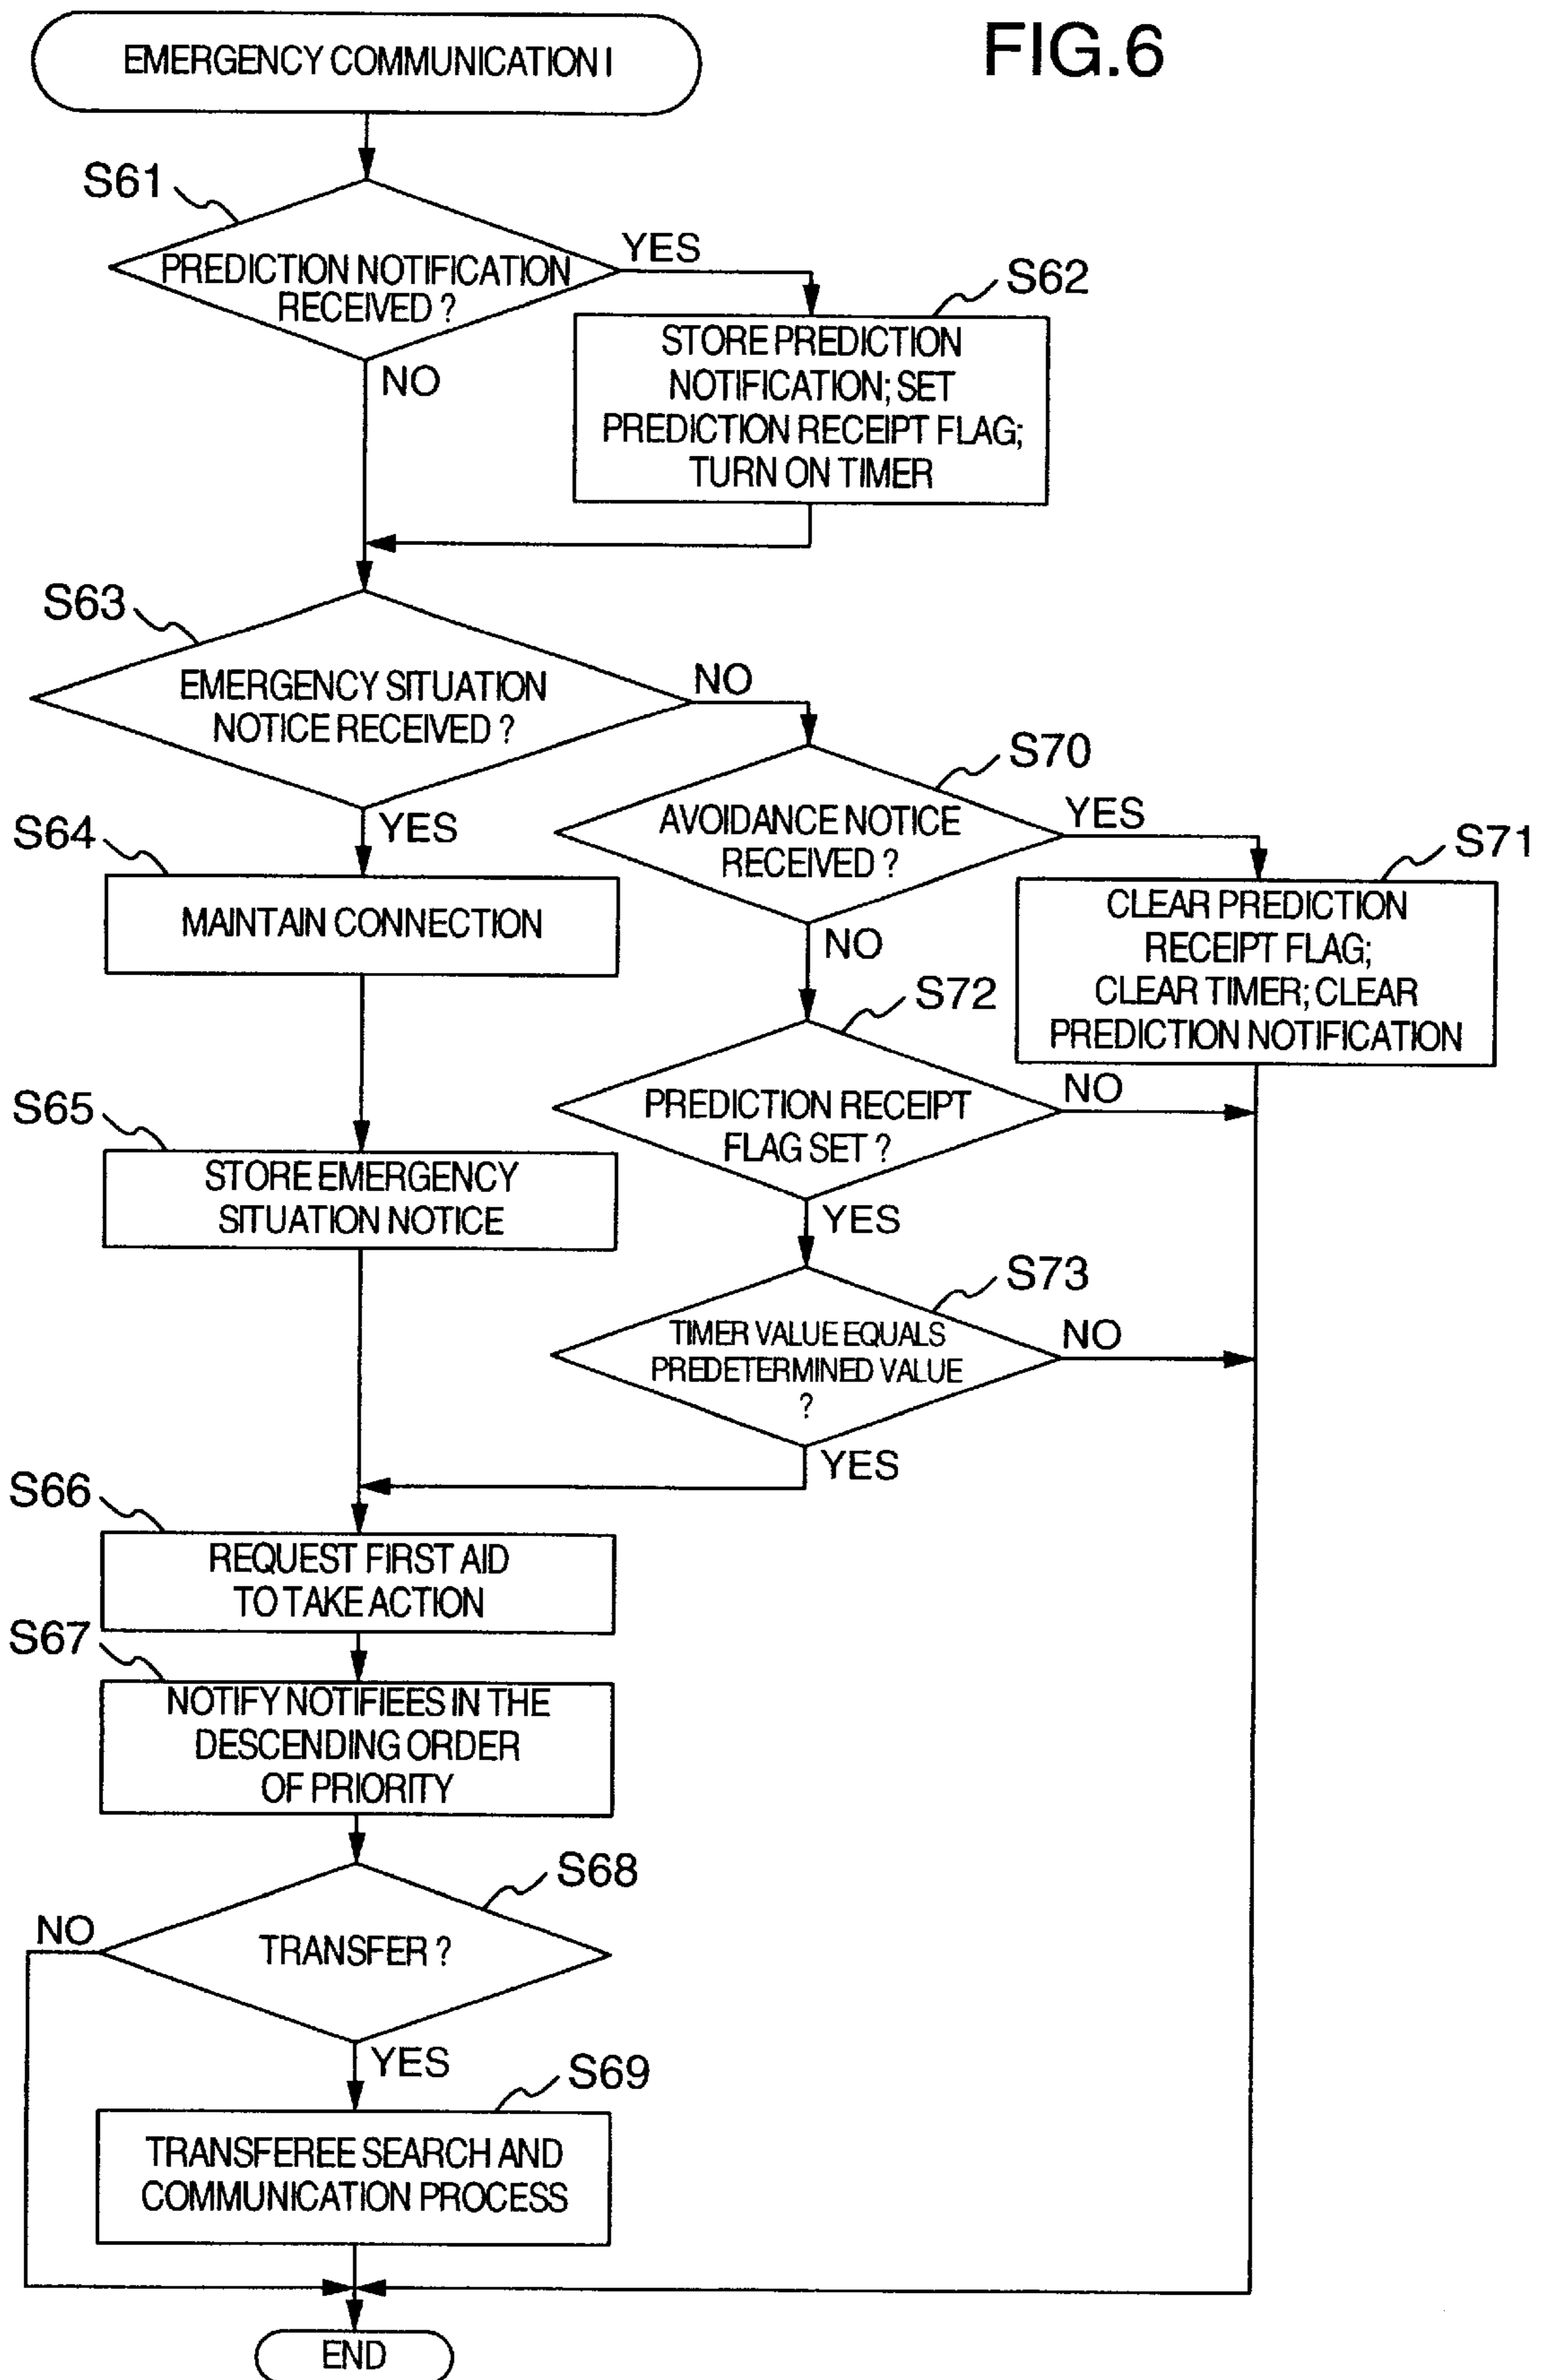 FIG.6
EMERGENCY COMMUNICATION I
S61
PREDICTION NOTIFICATION
RECEIVED ?
YES
NO
S62
STORE PREDICTION
NOTIFICATION; SET
PREDICTION RECEIPT FLAG;
TURN ON TIMER
S63
EMERGENCY SITUATION
NOTICE RECEIVED ?
NO
YES
S70
AVOIDANCE NOTICE
RECEIVED ?
YES
NO
S71
CLEAR PREDICTION
RECEIPT FLAG;
CLEAR TIMER; CLEAR
PREDICTION NOTIFICATION
S64
MAINTAIN CONNECTION
S72
PREDICTION RECEIPT
FLAG SET ?
NO
YES
S65
STORE EMERGENCY
SITUATION NOTICE
S73
TIMER VALUE EQUALS
PREDETERMINED VALUE
?
NO
YES
S66
REQUEST FIRST AID
TO TAKE ACTION
S67
NOTIFY NOTIFIEES IN THE
DESCENDING ORDER
OF PRIORITY
S68
TRANSFER ?
NO
YES
S69
TRANSFEREE SEARCH AND
COMMUNICATION PROCESS
END